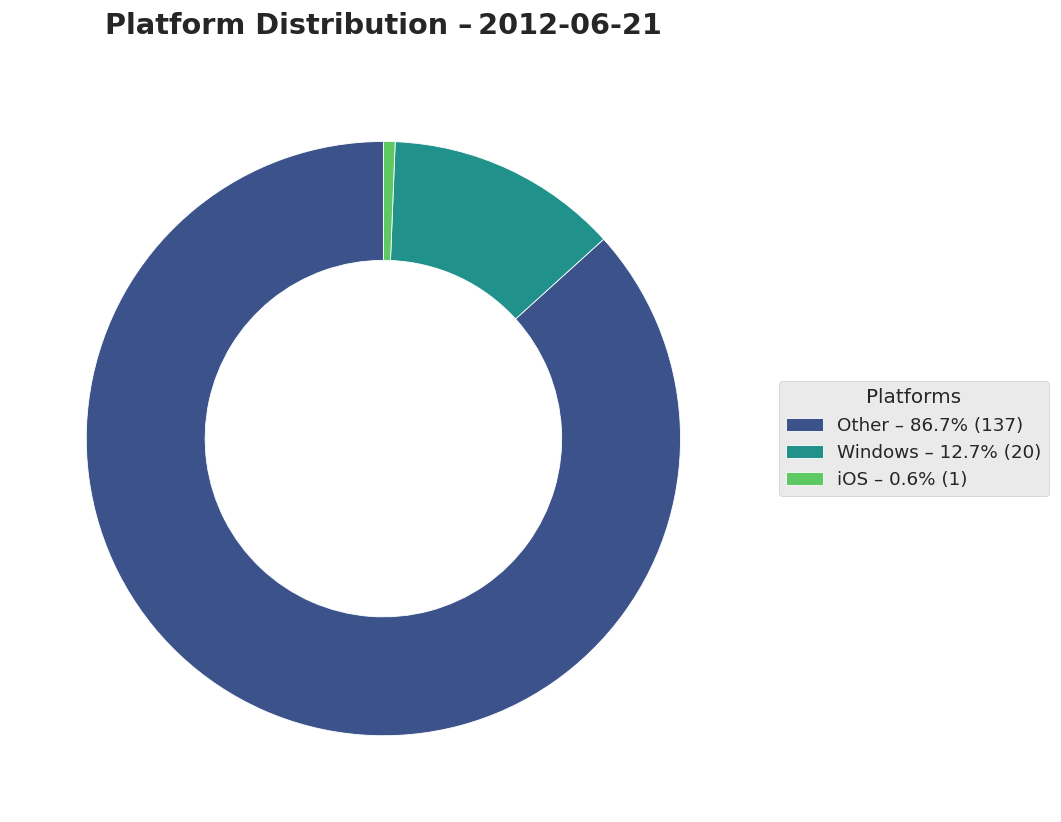 Platform Distribution – 2012-06-21
Platforms
Other – 86.7% (137)
Windows – 12.7% (20)
iOS – 0.6% (1)